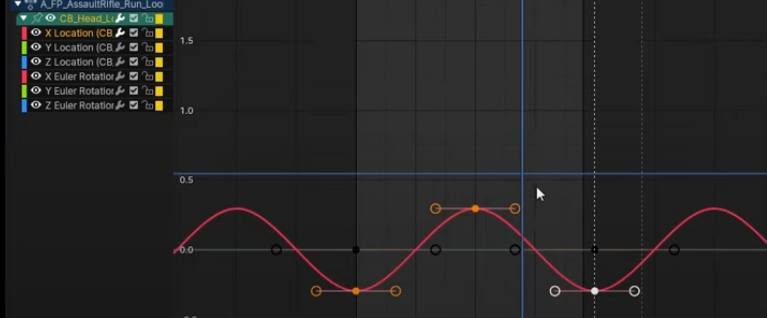 A_FP_AssaultRifle_Run_Loo
CB_Head_L
X Location (CB
Y Location (CB
Z Location (CB
X Euler Rotation
Y Euler Rotation
Z Euler Rotation
1.5
1.0
0.5
0.0